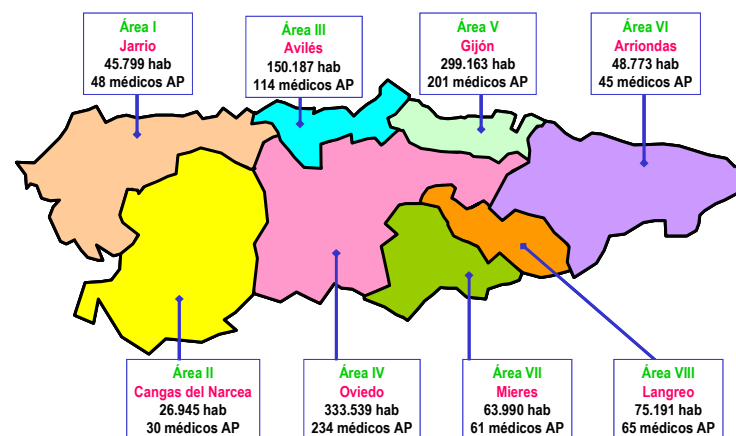 Área I
Jarrio
45.799 hab
48 médicos AP
Área III
Avilés
150.187 hab
114 médicos AP
Área V
Gijón
299.163 hab
201 médicos AP
Área VI
Arriondas
48.773 hab
45 médicos AP
Área II
Cangas del Narcea
26.945 hab
30 médicos AP
Área IV
Oviedo
333.539 hab
234 médicos AP
Área VII
Mieres
63.990 hab
61 médicos AP
Área VIII
Langreo
75.191 hab
65 médicos AP